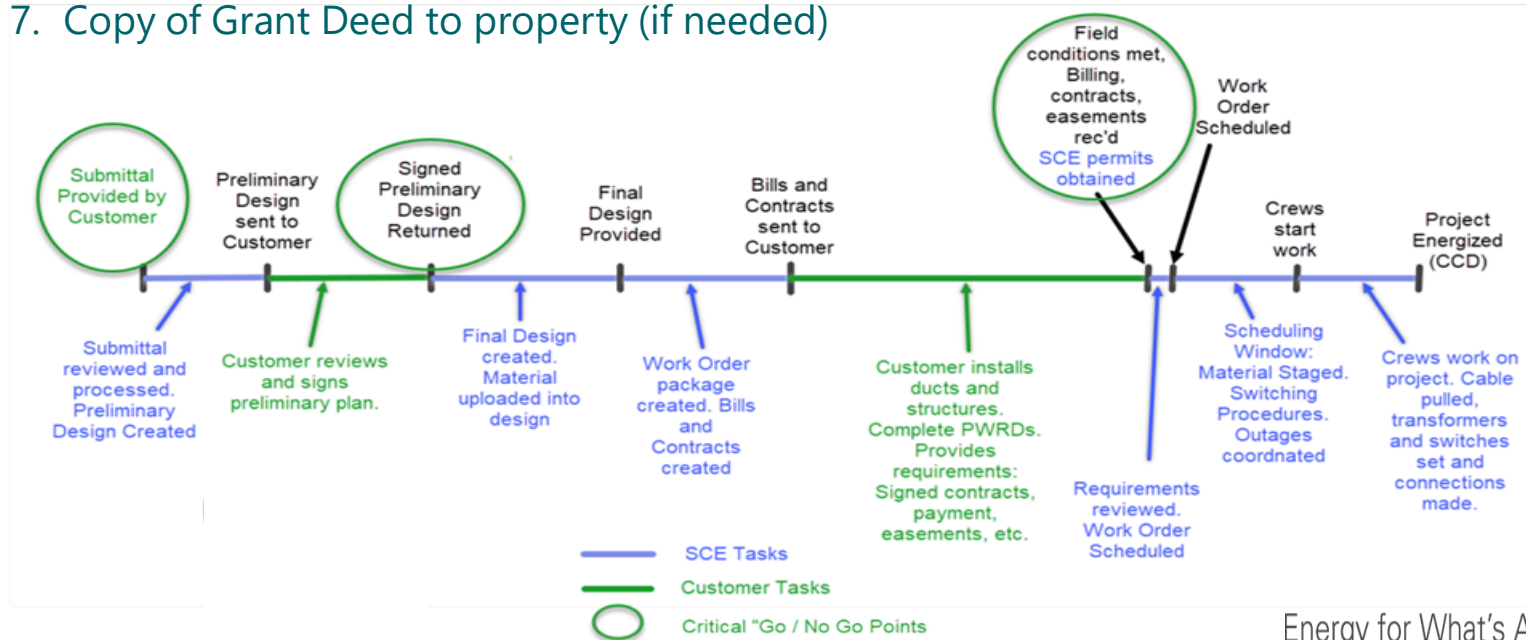 7. Copy of Grant Deed to property (if needed)
Submittal
Provided by
Customer
Preliminary
Design
sent to
Customer
Signed
Preliminary
Design
Returned
Final
Design
Provided
Bills and
Contracts
sent to
Customer
Field
conditions met,
Billing,
contracts,
easements
rec'd
SCE permits
obtained
Work
Order
Scheduled
Crews
start
work
Project
Energized
(CCD)
Submittal
reviewed and
processed.
Preliminary
Design Created
Customer reviews
and signs
preliminary plan.
Final Design
created.
Material
uploaded into
design
Work Order
package
created. Bills
and
Contracts
created
Customer installs
ducts and
structures.
Complete PWRDs.
Provides
requirements:
Signed contracts,
payment,
easements, etc.
Requirements
reviewed.
Work Order
Scheduled
Scheduling
Window:
Material Staged.
Switching
Procedures.
Outages
coordnated
Crews work on
project. Cable
pulled,
transformers
and switches
set and
connections
made.
SCE Tasks
Customer Tasks
Critical "Go / No Go Points
Energy for What's A